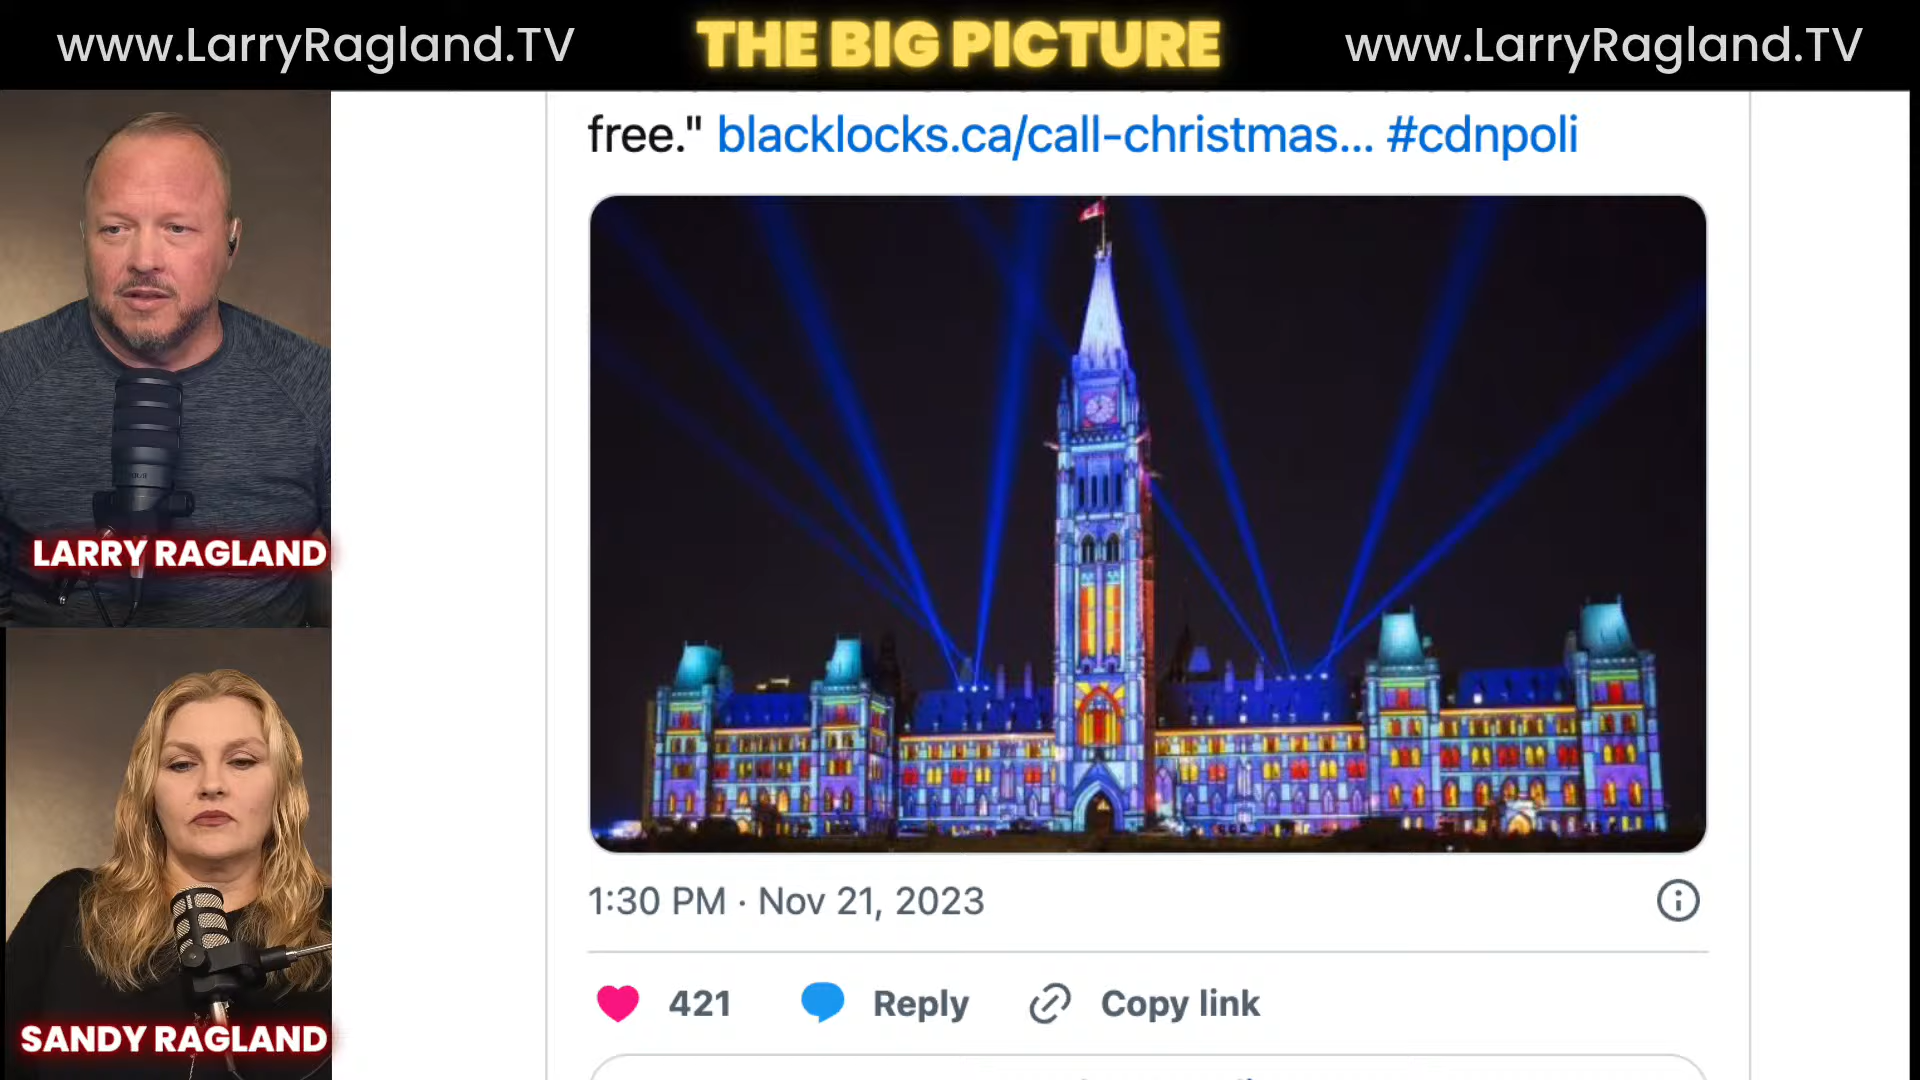 www.LarryRagland.TV
THE BIG PICTURE
www.LarryRagland.TV
free." blacklocks.ca/call-christmas... #cdnpoli
LARRY RAGLAND
SANDY RAGLAND
1:30 PM · Nov 21, 2023
421
Reply
Copy link